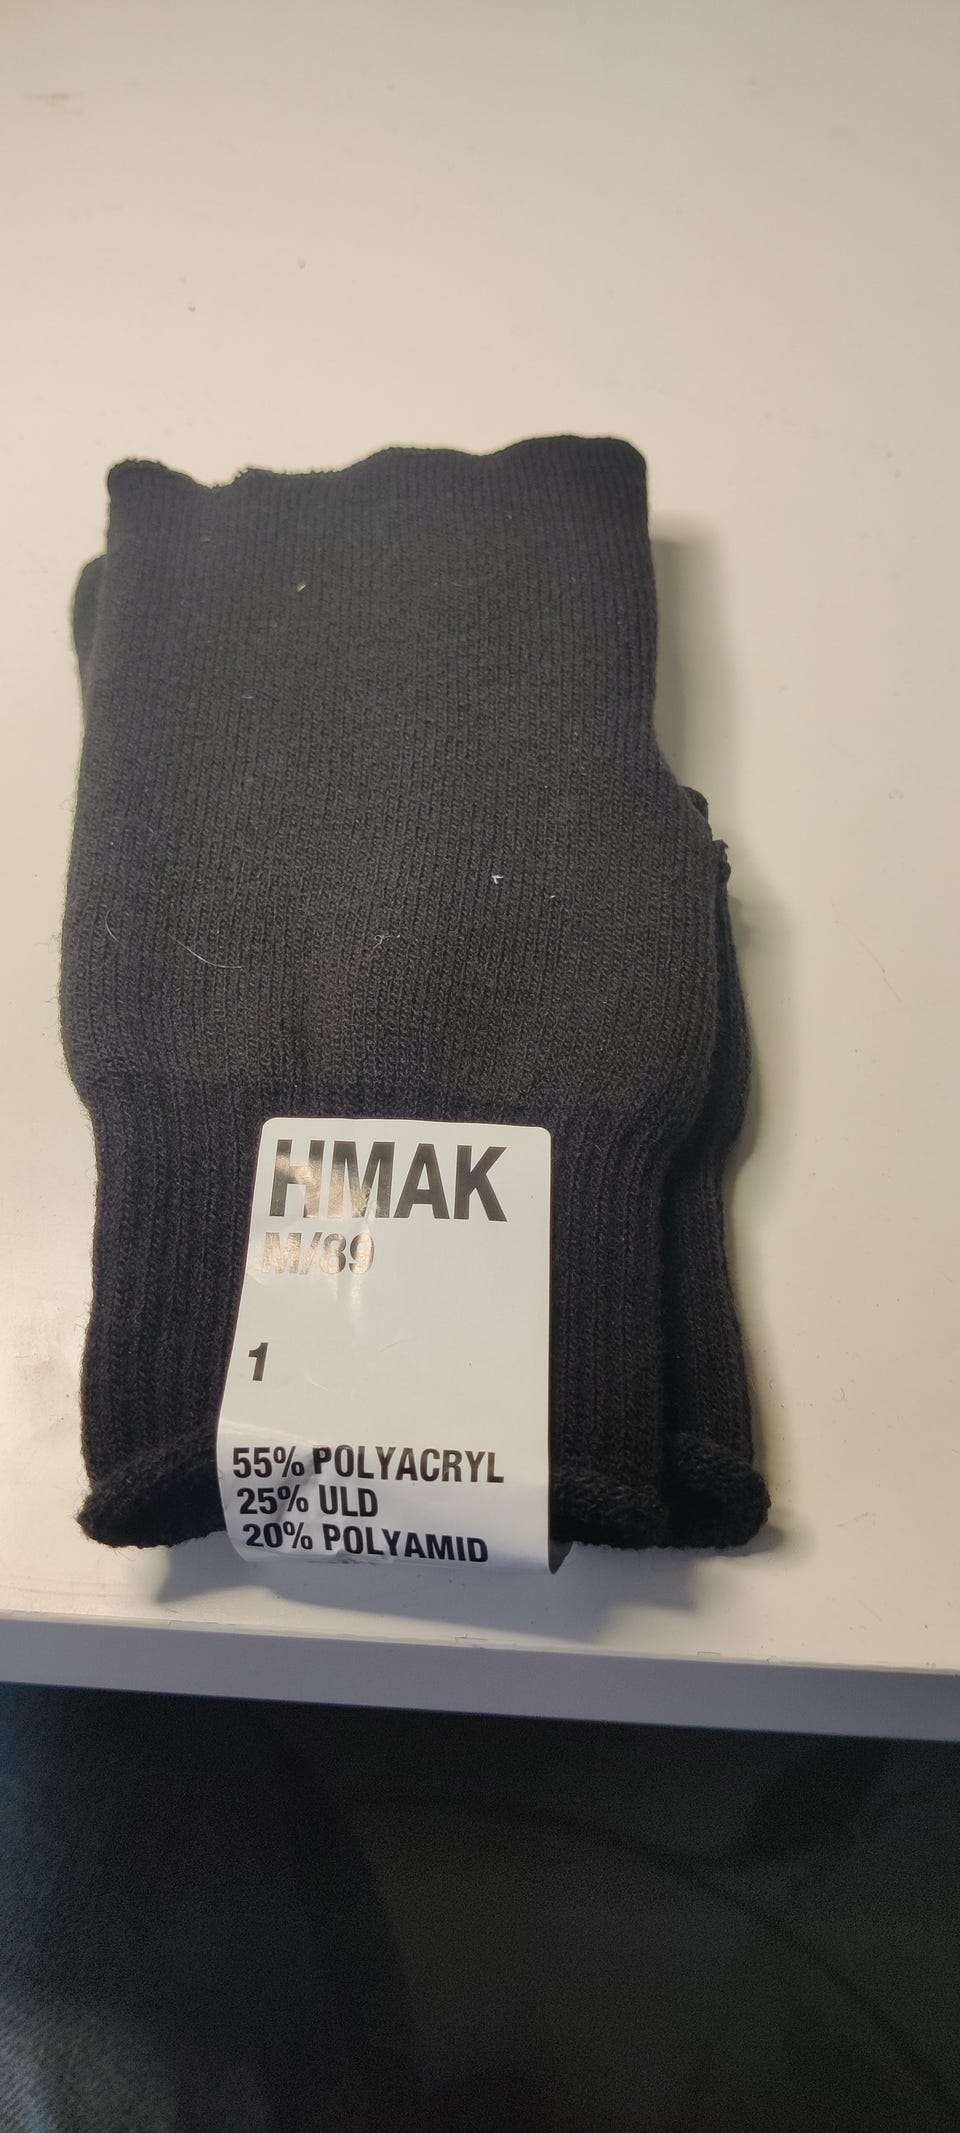 HMAK
M/89
1
55% POLYACRYL
25% ULD
20% POLYAMID